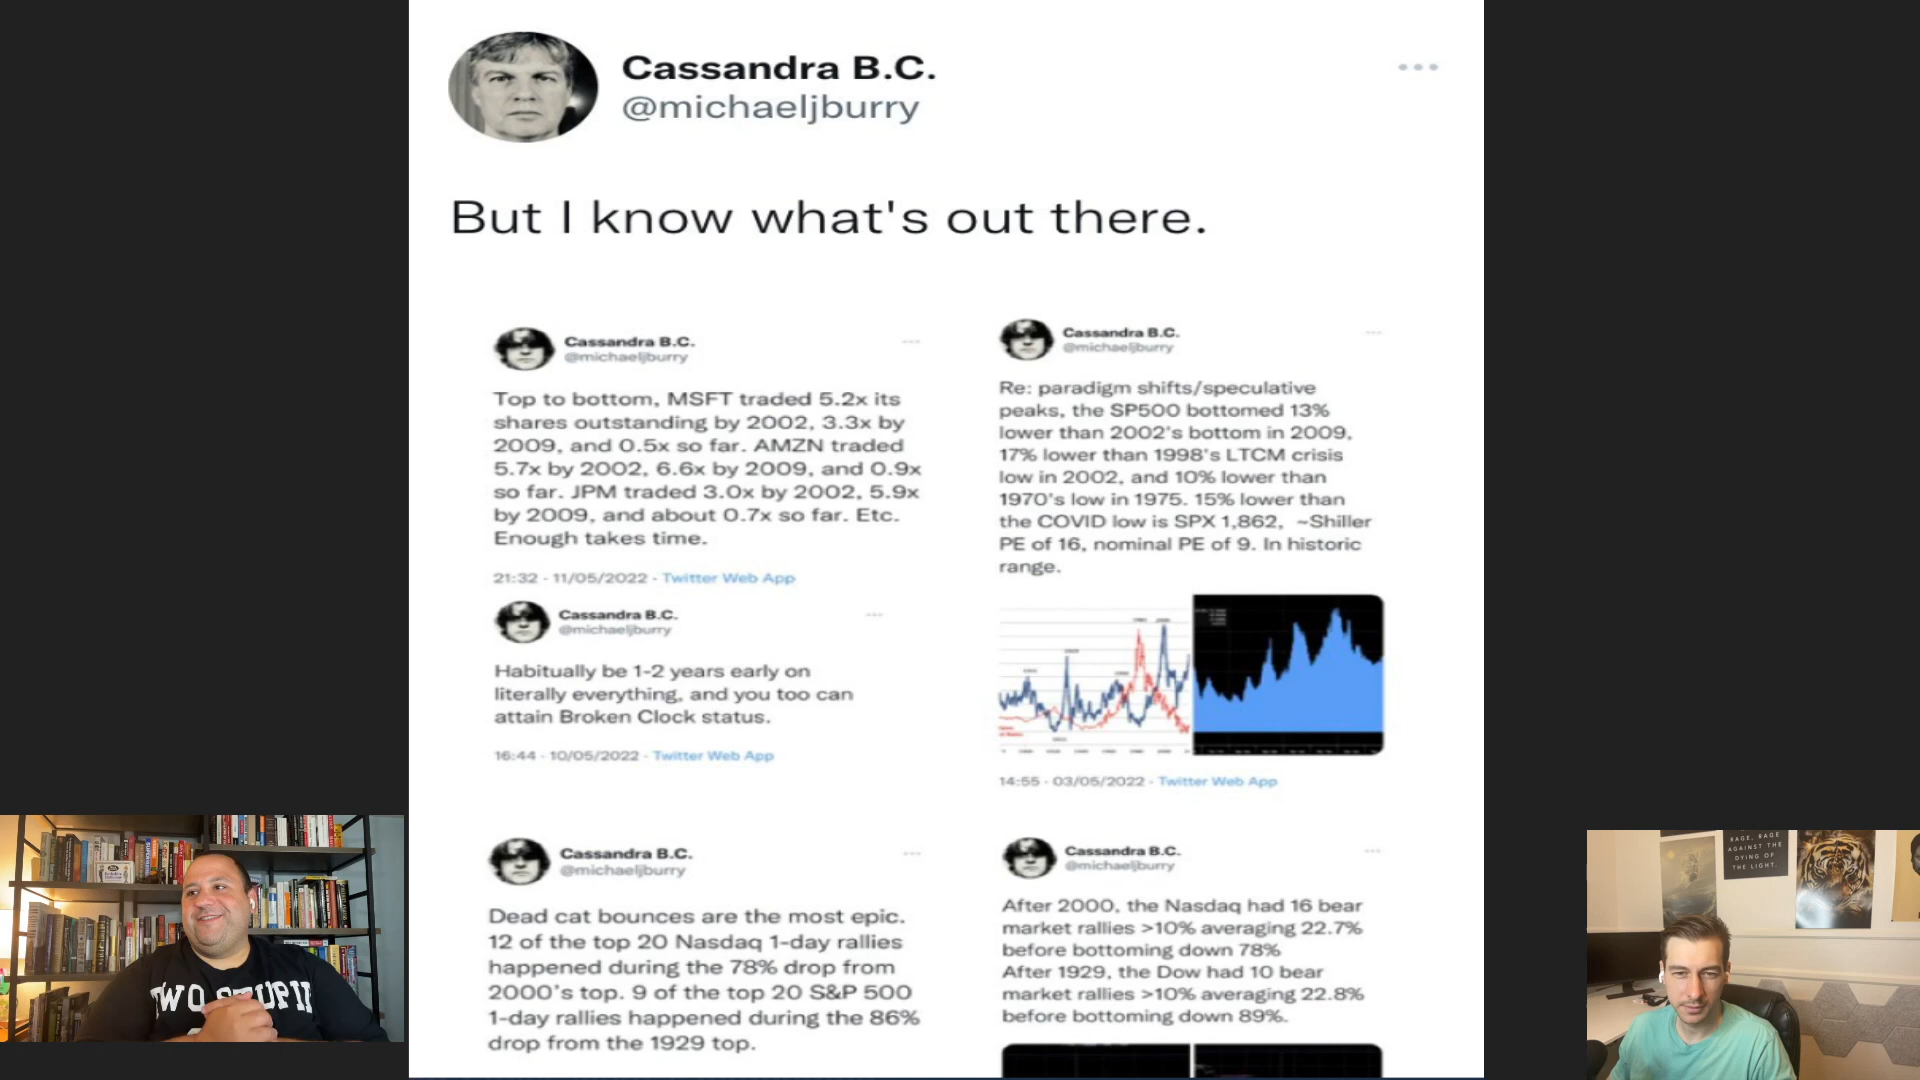 Cassandra B.C.
@michaeljburry
But I know what's out there.
Cassandra B.C.
@michaeljburry
Top to bottom, MSFT traded 5.2x its
shares outstanding by 2002, 3.3x by
2009, and 0.5x so far. AMZN traded
5.7x by 2002, 6.6x by 2009, and 0.9x
so far. JPM traded 3.0x by 2002, 5.9x
by 2009, and about 0.7x so far. Etc.
Enough takes time.
21:32 · 11/05/2022 · Twitter Web App
Cassandra B.C.
@michaeljburry
Habitually be 1-2 years early on
literally everything, and you too can
attain Broken Clock status.
16:44 · 10/05/2022 · Twitter Web App
Cassandra B.C.
@michaeljburry
Dead cat bounces are the most epic.
12 of the top 20 Nasdaq 1-day rallies
happened during the 78% drop from
2000's top. 9 of the top 20 S&P 500
1-day rallies happened during the 86%
drop from the 1929 top.
Cassandra B.C.
@michaeljburry
Re: paradigm shifts/speculative
peaks, the SP500 bottomed 13%
lower than 2002's bottom in 2009,
17% lower than 1998's LTCM crisis
low in 2002, and 10% lower than
1970's low in 1975. 15% lower than
the COVID low is SPX 1,862, ~Shiller
PE of 16, nominal PE of 9. In historic
range.
14:55 · 03/05/2022 · Twitter Web App
Cassandra B.C.
@michaeljburry
After 2000, the Nasdaq had 16 bear
market rallies >10% averaging 22.7%
before bottoming down 78%
After 1929, the Dow had 10 bear
market rallies >10% averaging 22.8%
before bottoming down 89%.
RAGE, RAGE
AGAINST THE
DYING OF
THE LIGHT.